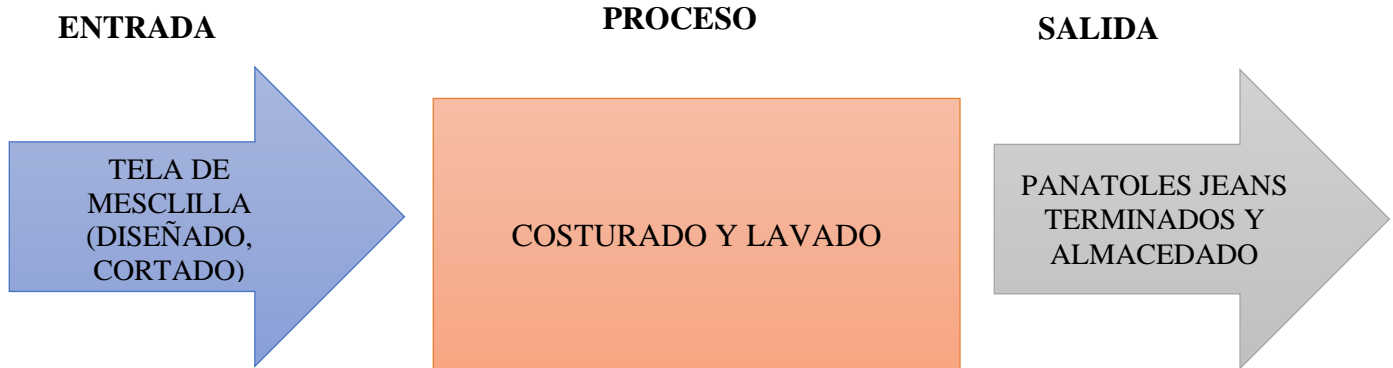 ENTRADA
PROCESO
SALIDA
TELA DE
MESCLILLA
(DISEÑADO,
CORTADO)
COSTURADO Y LAVADO
PANATOLES JEANS
TERMINADOS Y
ALMACEDADO